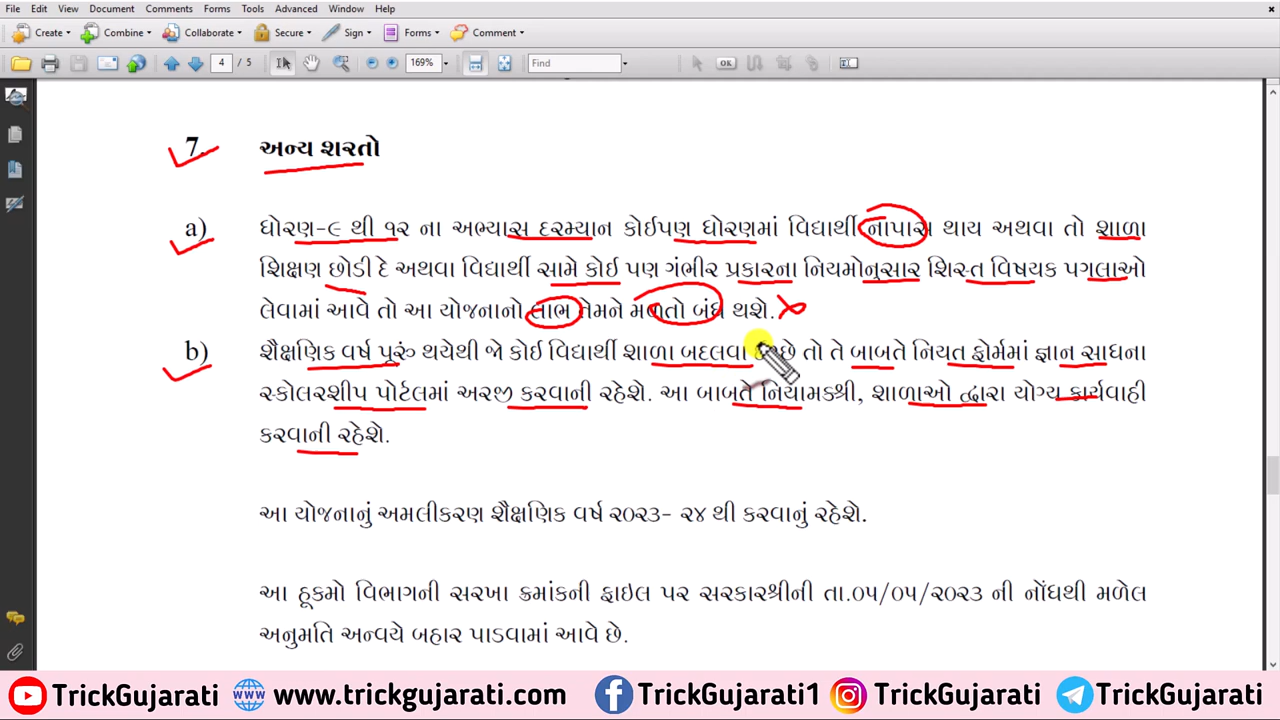 File Edit View Document Comments Forms Tools Advanced Window Help
Create Combine Collaborate Secure Sign Forms Comment
4 / 5 169% Find
7. અન્ય શરતો
a) ધોરણ-૯ થી ૧૨ ના અભ્યાસ દરમ્યાન કોઈપણ ધોરણમાં વિદ્યાર્થી નાપાસ થાય અથવા તો શાળા
શિક્ષણ છોડી દે અથવા વિદ્યાર્થી સામે કોઈ પણ ગંભીર પ્રકારના નિયમોનુસાર શિસ્ત વિષયક પગલાઓ
લેવામાં આવે તો આ યોજનાનો લાભ તેમને મળતો બંધ થશે.
b) શૈક્ષણિક વર્ષ પૂરું થયેથી જે કોઈ વિદ્યાર્થી શાળા બદલવા ઇચ્છે તો તે બાબતે નિયત ફોર્મમાં જ્ઞાન સાધના
સ્કોલરશીપ પોર્ટલમાં અરજી કરવાની રહેશે. આ બાબતે નિયામકશ્રી, શાળાઓ દ્વારા યોગ્ય કાર્યવાહી
કરવાની રહેશે.
આ યોજનાનું અમલીકરણ શૈક્ષણિક વર્ષ ૨૦૨૩- ૨૪ થી કરવાનું રહેશે.
આ હૂકમો વિભાગની સરખા ક્રમાંકની ફાઇલ પર સરકારશ્રીની તા.૦૫/૦૫/૨૦૨૩ ની નોંધથી મળેલ
અનુમતિ અન્વયે બહાર પાડવામાં આવે છે.
TrickGujarati www.trickgujarati.com TrickGujarati1 TrickGujarati TrickGujarati